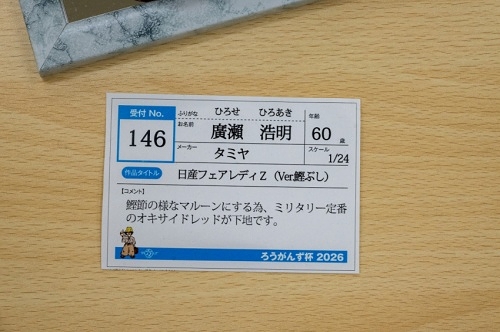 受付 No.
146
ふりがな ひろせ ひろあき
お名前 廣瀬 浩明
年齢 60 歳
メーカー タミヤ
スケール 1/24
作品タイトル 日産フェアレディZ(Ver.鰹ぶし)
【コメント】
鰹節の様なマルーンにする為、ミリタリー定番
のオキサイドレッドが下地です。
ろうがんず杯 2026